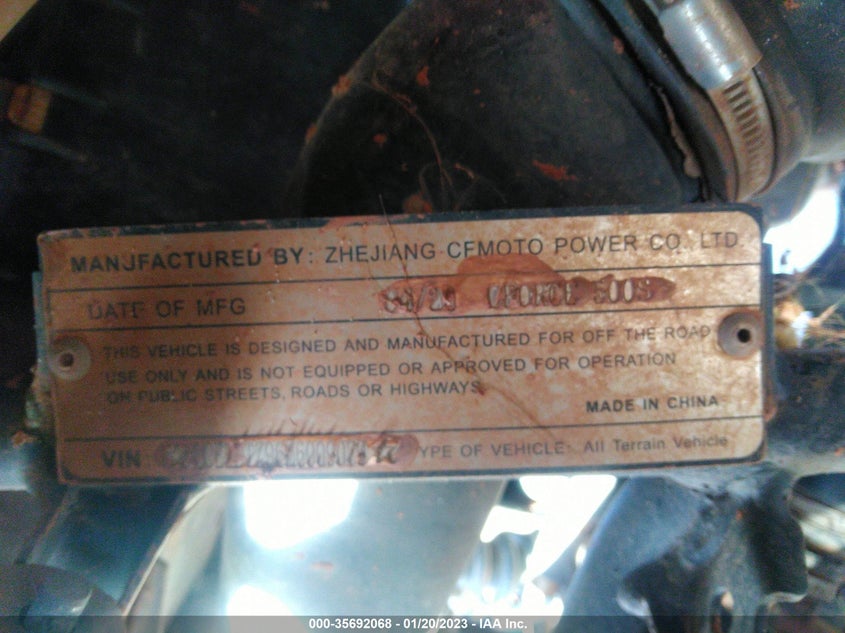 MANUFACTURED BY: ZHEJIANG CFMOTO POWER CO. LTD.
DATE OF MFG
THIS VEHICLE IS DESIGNED AND MANUFACTURED FOR OFF THE ROAD
USE ONLY AND IS NOT EQUIPPED OR APPROVED FOR OPERATION
ON PUBLIC STREETS, ROADS OR HIGHWAYS
MADE IN CHINA
VIN TYPE OF VEHICLE: All Terrain Vehicle
000-35692068 - 01/20/2023 - IAA Inc.